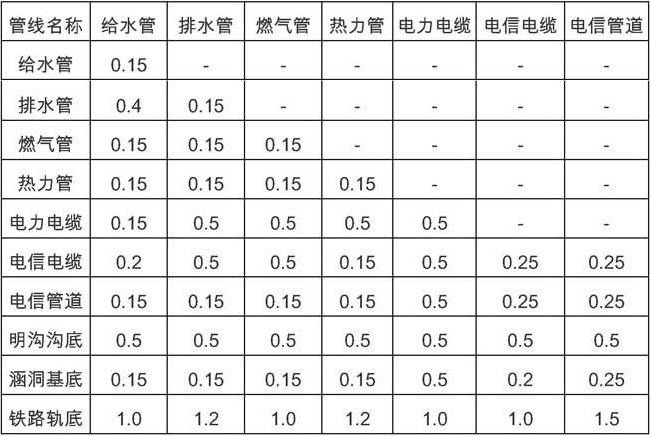 管线名称 给水管 排水管 燃气管 热力管 电力电缆 电信电缆 电信管道
给水管 0.15 - - - - - -
排水管 0.4 0.15 - - - - -
燃气管 0.15 0.15 0.15 - - - -
热力管 0.15 0.15 0.15 0.15 - - -
电力电缆 0.15 0.5 0.5 0.5 0.5 - -
电信电缆 0.2 0.5 0.5 0.15 0.5 0.25 0.25
电信管道 0.15 0.15 0.15 0.15 0.5 0.25 0.25
明沟沟底 0.5 0.5 0.5 0.5 0.5 0.5 0.5
涵洞基底 0.15 0.15 0.15 0.15 0.5 0.2 0.25
铁路轨底 1.0 1.2 1.0 1.2 1.0 1.0 1.5